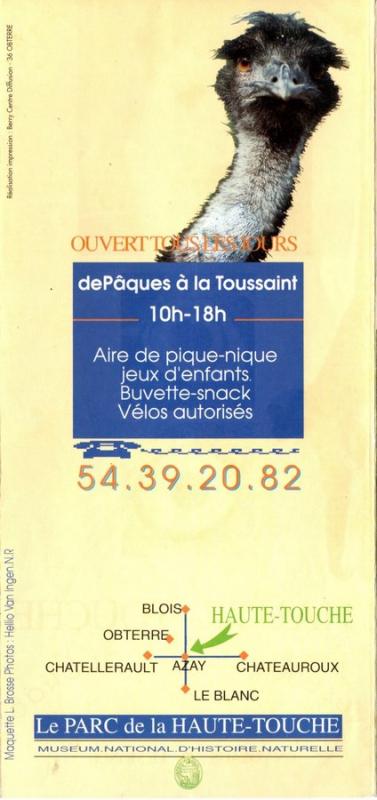 Réalisation impression : Berry Centre Diffusion - 36 OBTERRE
OUVERT TOUS LES JOURS
dePâques à la Toussaint
10h-18h
Aire de pique-nique
jeux d'enfants.
Buvette-snack
Vélos autorisés
54.39.20.82
Maquette L. Brosse Photos : Hellio Van Ingen.N.R
BLOIS
HAUTE-TOUCHE
OBTERRE
CHATELLERAULT AZAY CHATEAUROUX
LE BLANC
Le PARC de la HAUTE-TOUCHE
MUSEUM.NATIONAL.D'HISTOIRE.NATURELLE